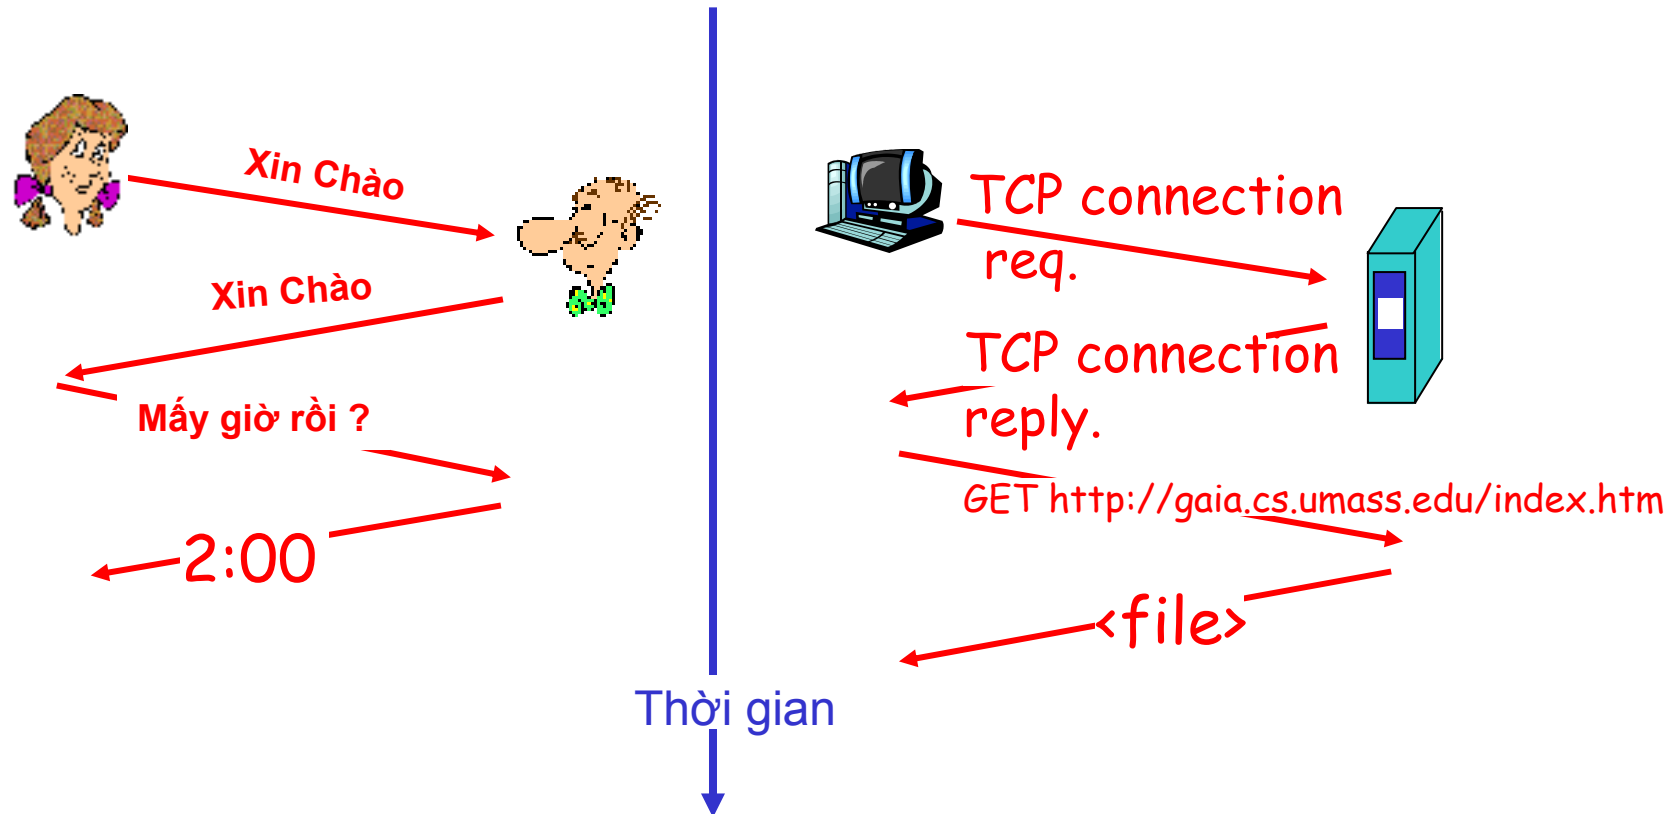 Xin Chào
Xin Chào
Mấy giờ rồi ?
2:00
TCP connection
req.
TCP connection
reply.
GET http://gaia.cs.umass.edu/index.htm
<file>
Thời gian